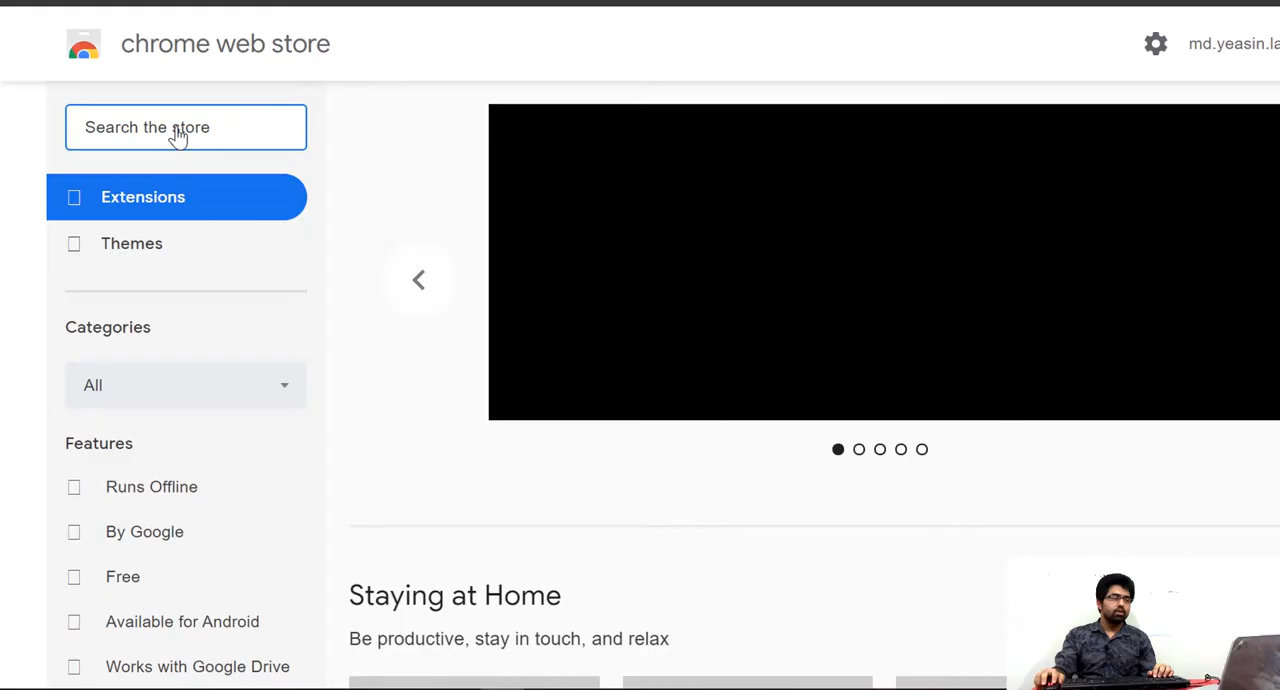 chrome web store
md.yeasin.la
Search the store
Extensions
Themes
Categories
All
Features
Runs Offline
By Google
Free
Available for Android
Works with Google Drive
Staying at Home
Be productive, stay in touch, and relax